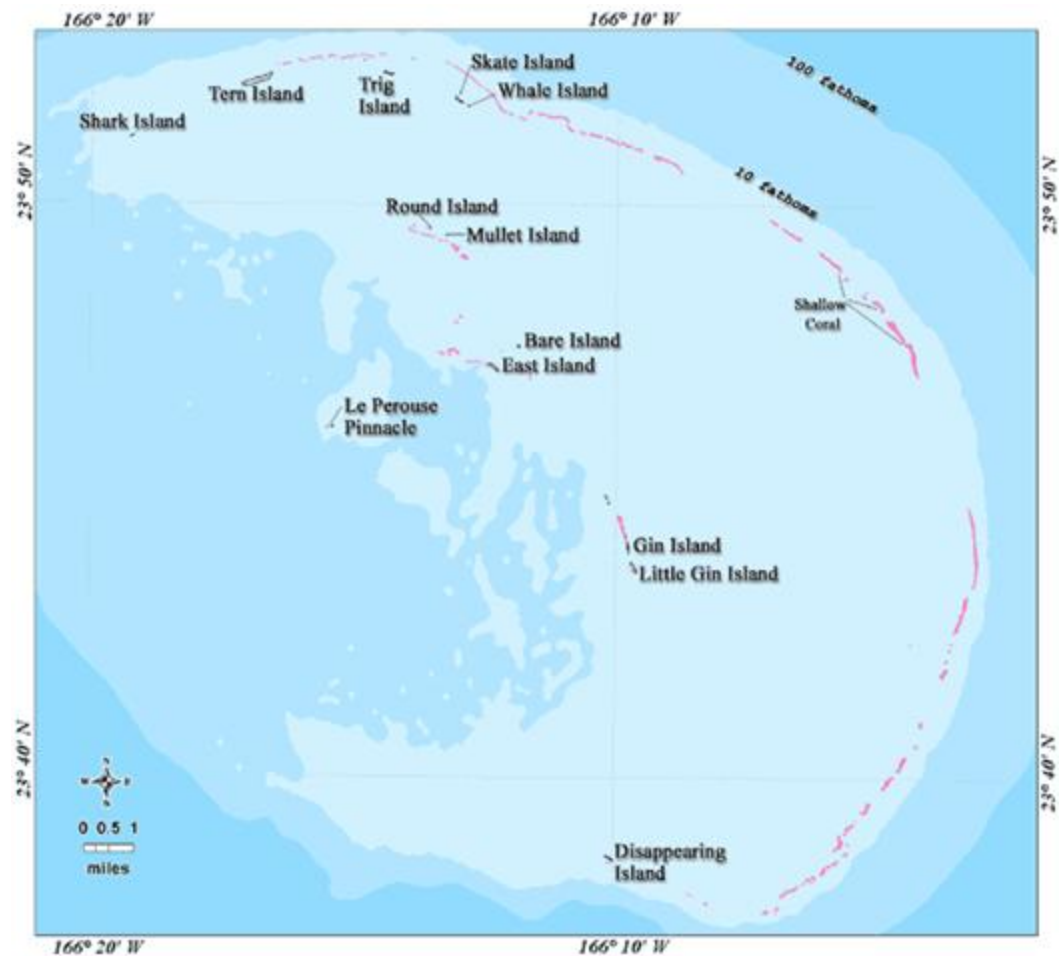 166° 20' W
166° 10' W
Skate Island
100 fathoms
Tern Island
Trig
Island
Whale Island
Shark Island
23° 50' N
23° 50' N
10 fathoms
Round Island
Mullet Island
Shallow
Coral
Bare Island
East Island
Le Perouse
Pinnacle
Gin Island
Little Gin Island
23° 40' N
23° 40' N
N
0 0.5 1
miles
Disappearing
Island
166° 20' W
166° 10' W